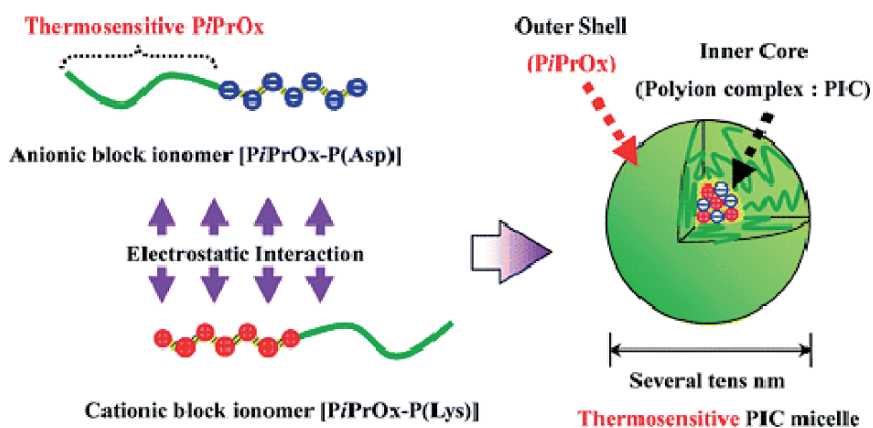 Thermosensitive PiPrOx
Anionic block ionomer [PiPrOx-P(Asp)]
Electrostatic Interaction
Cationic block ionomer [PiPrOx-P(Lys)]
Outer Shell
(PiPrOx)
Inner Core
(Polyion complex : PIC)
Several tens nm
Thermosensitive PIC micelle